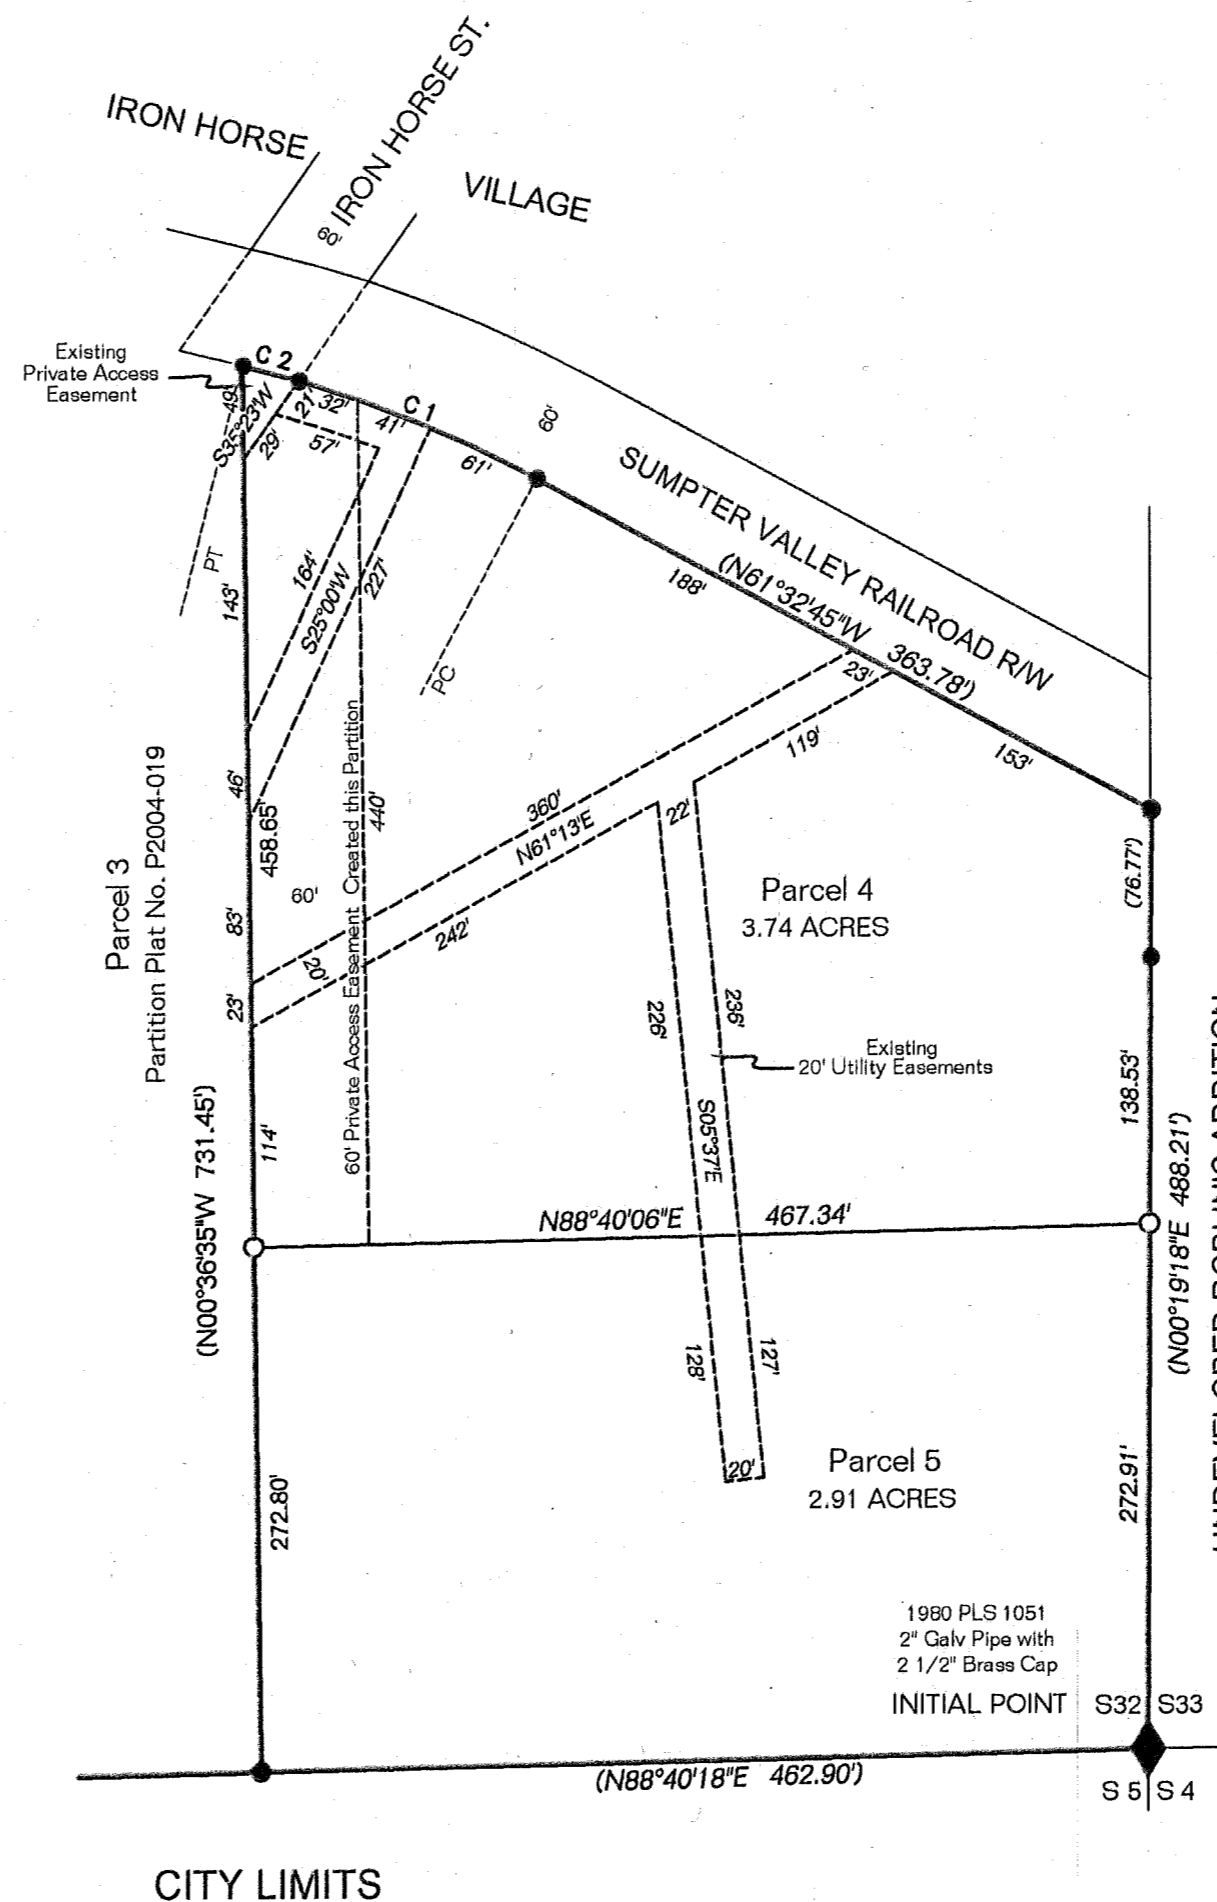 IRON HORSE
IRON HORSE ST.
60'
VILLAGE
Existing
Private Access
Easement
C 2
C 1
49'
S35°23'W
29'
21'
32'
41'
57'
61'
60'
SUMPTER VALLEY RAILROAD R/W
(N61°32'45"W 363.78')
188'
23'
153'
119'
PT
143'
164'
S25°00'W
227'
PC
46'
458.65'
60'
83'
23'
20'
114'
Parcel 3
Partition Plat No. P2004-019
(N00°36'35"W 731.45')
60' Private Access Easement Created this Partition
440'
360'
N61°13'E
242'
22'
Parcel 4
3.74 ACRES
(76.77')
226'
236'
Existing
20' Utility Easements
S05°37'E
138.53'
(N00°19'18"E 488.21')
N88°40'06"E 467.34'
128'
127'
20'
Parcel 5
2.91 ACRES
272.80'
272.91'
1980 PLS 1051
2" Galv Pipe with
2 1/2" Brass Cap
INITIAL POINT
S32 S33
S 5 S 4
(N88°40'18"E 462.90')
CITY LIMITS